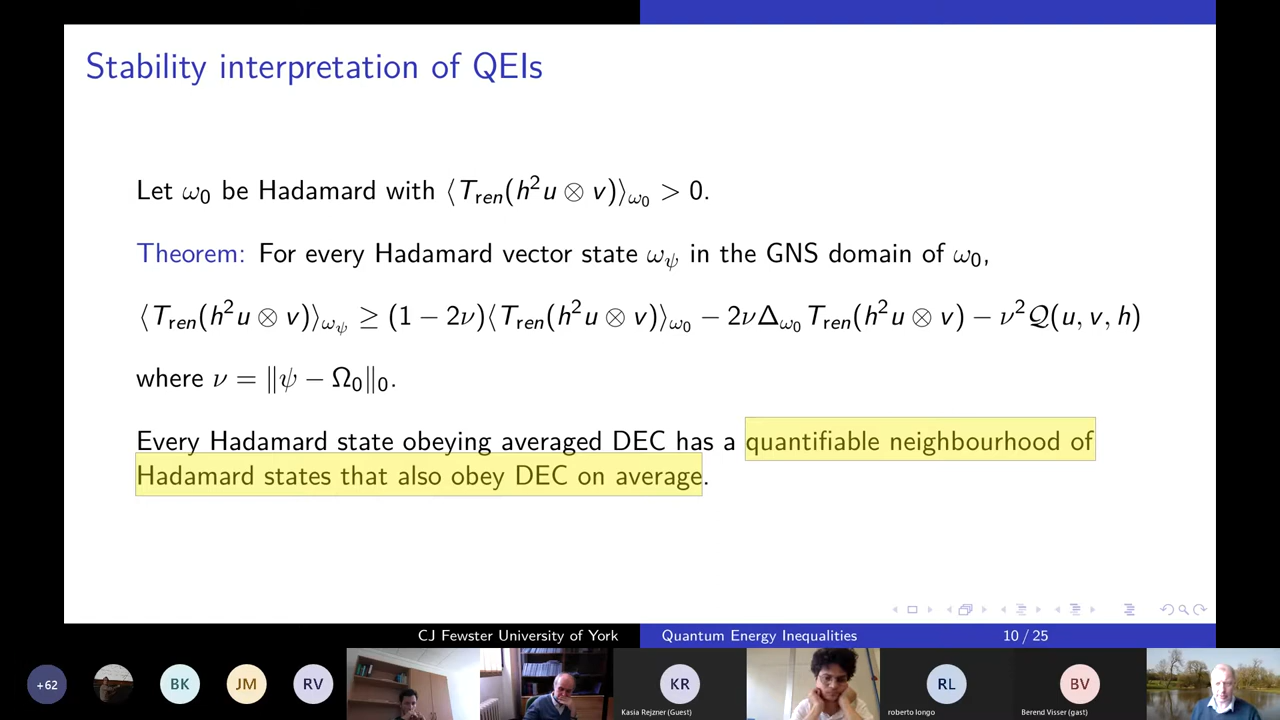 Stability interpretation of QEIs
Let ω₀ be Hadamard with ⟨T_ren(h²u ⊗ v)⟩_ω₀ > 0.
Theorem: For every Hadamard vector state ω_ψ in the GNS domain of ω₀,
⟨T_ren(h²u ⊗ v)⟩_ω_ψ ≥ (1 − 2ν)⟨T_ren(h²u ⊗ v)⟩_ω₀ − 2νΔ_ω₀ T_ren(h²u ⊗ v) − ν²𝒬(u, v, h)
where ν = ‖ψ − Ω₀‖₀.
Every Hadamard state obeying averaged DEC has a quantifiable neighbourhood of
Hadamard states that also obey DEC on average.
CJ Fewster University of York Quantum Energy Inequalities 10 / 25
+62 BK JM RV KR RL BV
Kasia Rejzner (Guest) roberto longo Berend Visser (gast)